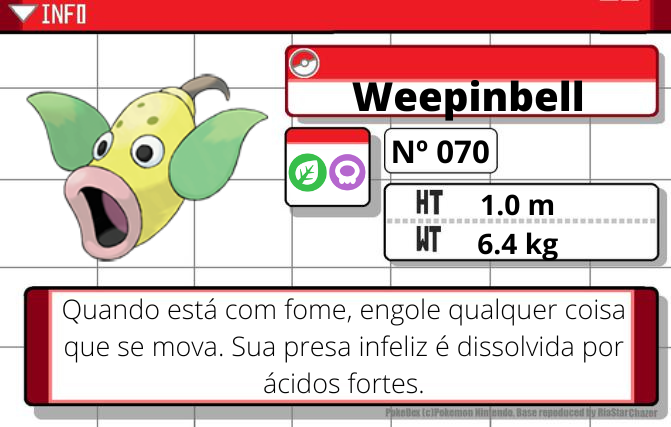 INFO
Weepinbell
Nº 070
HT 1.0 m
WT 6.4 kg
Quando está com fome, engole qualquer coisa
que se mova. Sua presa infeliz é dissolvida por
ácidos fortes.
PokeDex (c)Pokemon Nintendo. Base repoduced by RiaStarChazer